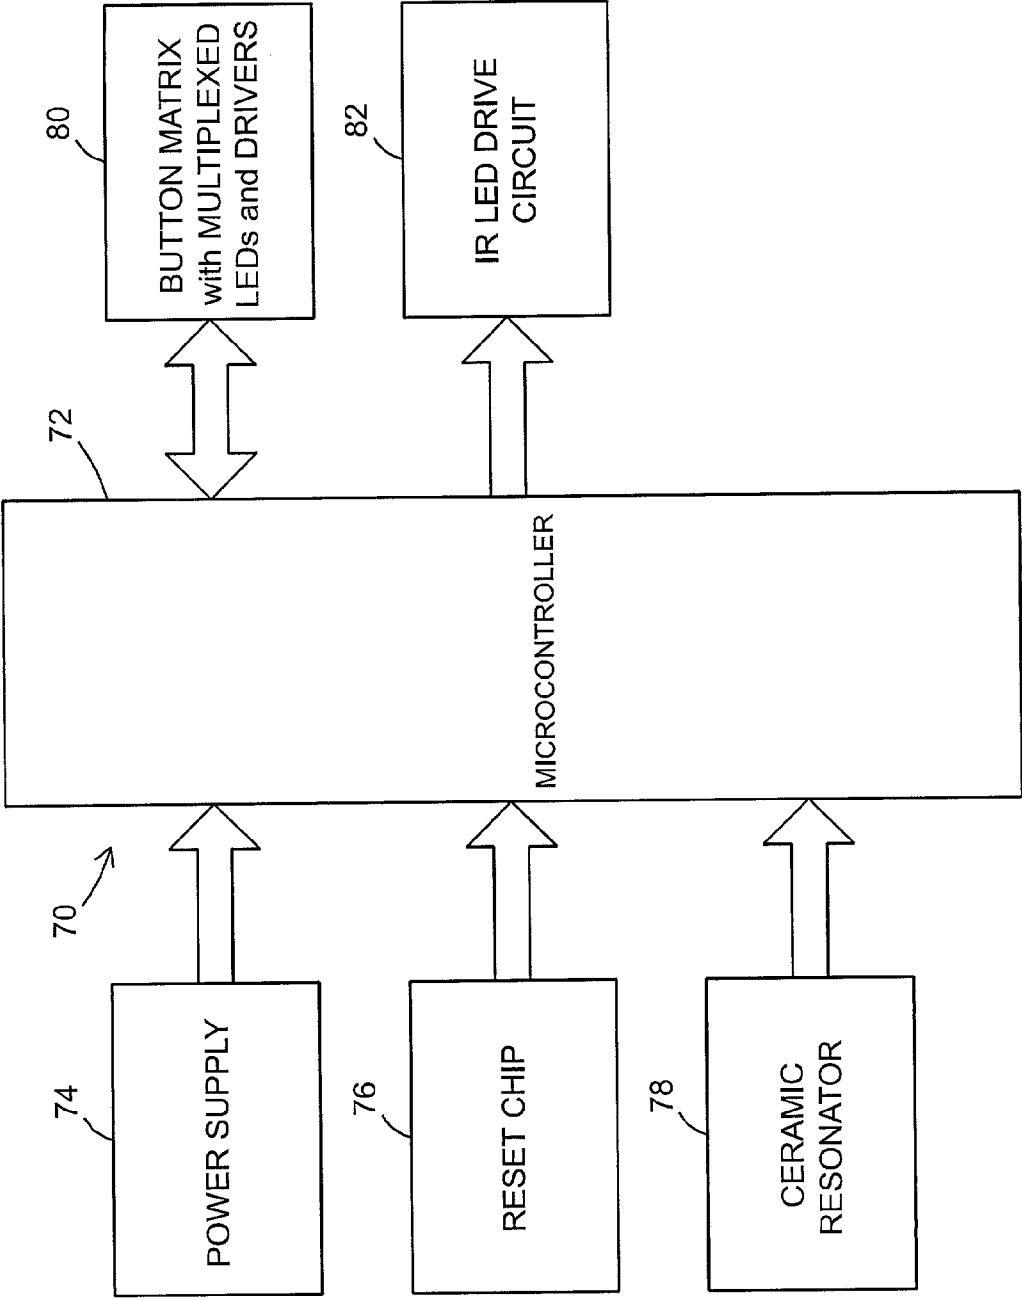 70
74
POWER SUPPLY
76
RESET CHIP
78
CERAMIC
RESONATOR
72
MICROCONTROLLER
80
BUTTON MATRIX
with MULTIPLEXED
LEDs and DRIVERS
82
IR LED DRIVE
CIRCUIT